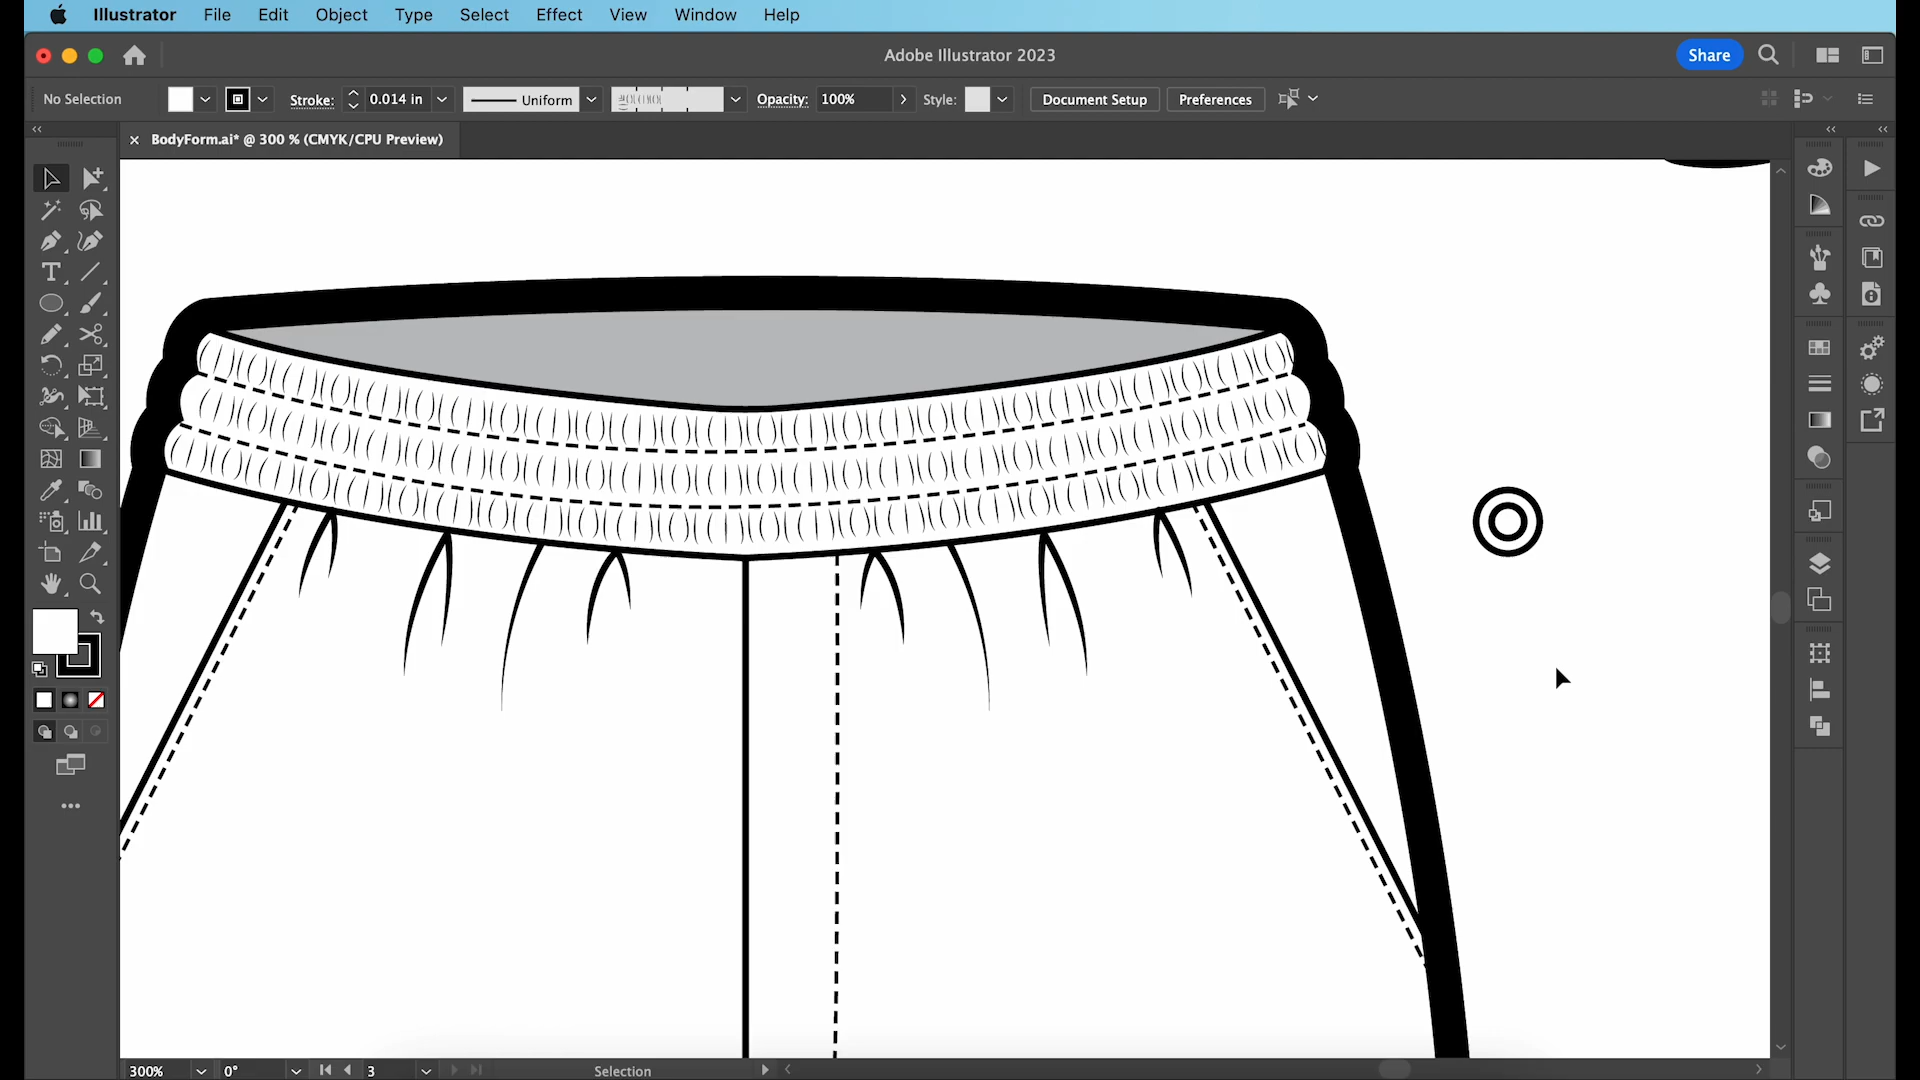 Illustrator File Edit Object Type Select Effect View Window Help
Adobe Illustrator 2023
Share
No Selection Stroke: 0.014 in Uniform Opacity: 100% Style: Document Setup Preferences
× BodyForm.ai* @ 300 % (CMYK/CPU Preview)
300% 0° 3 Selection